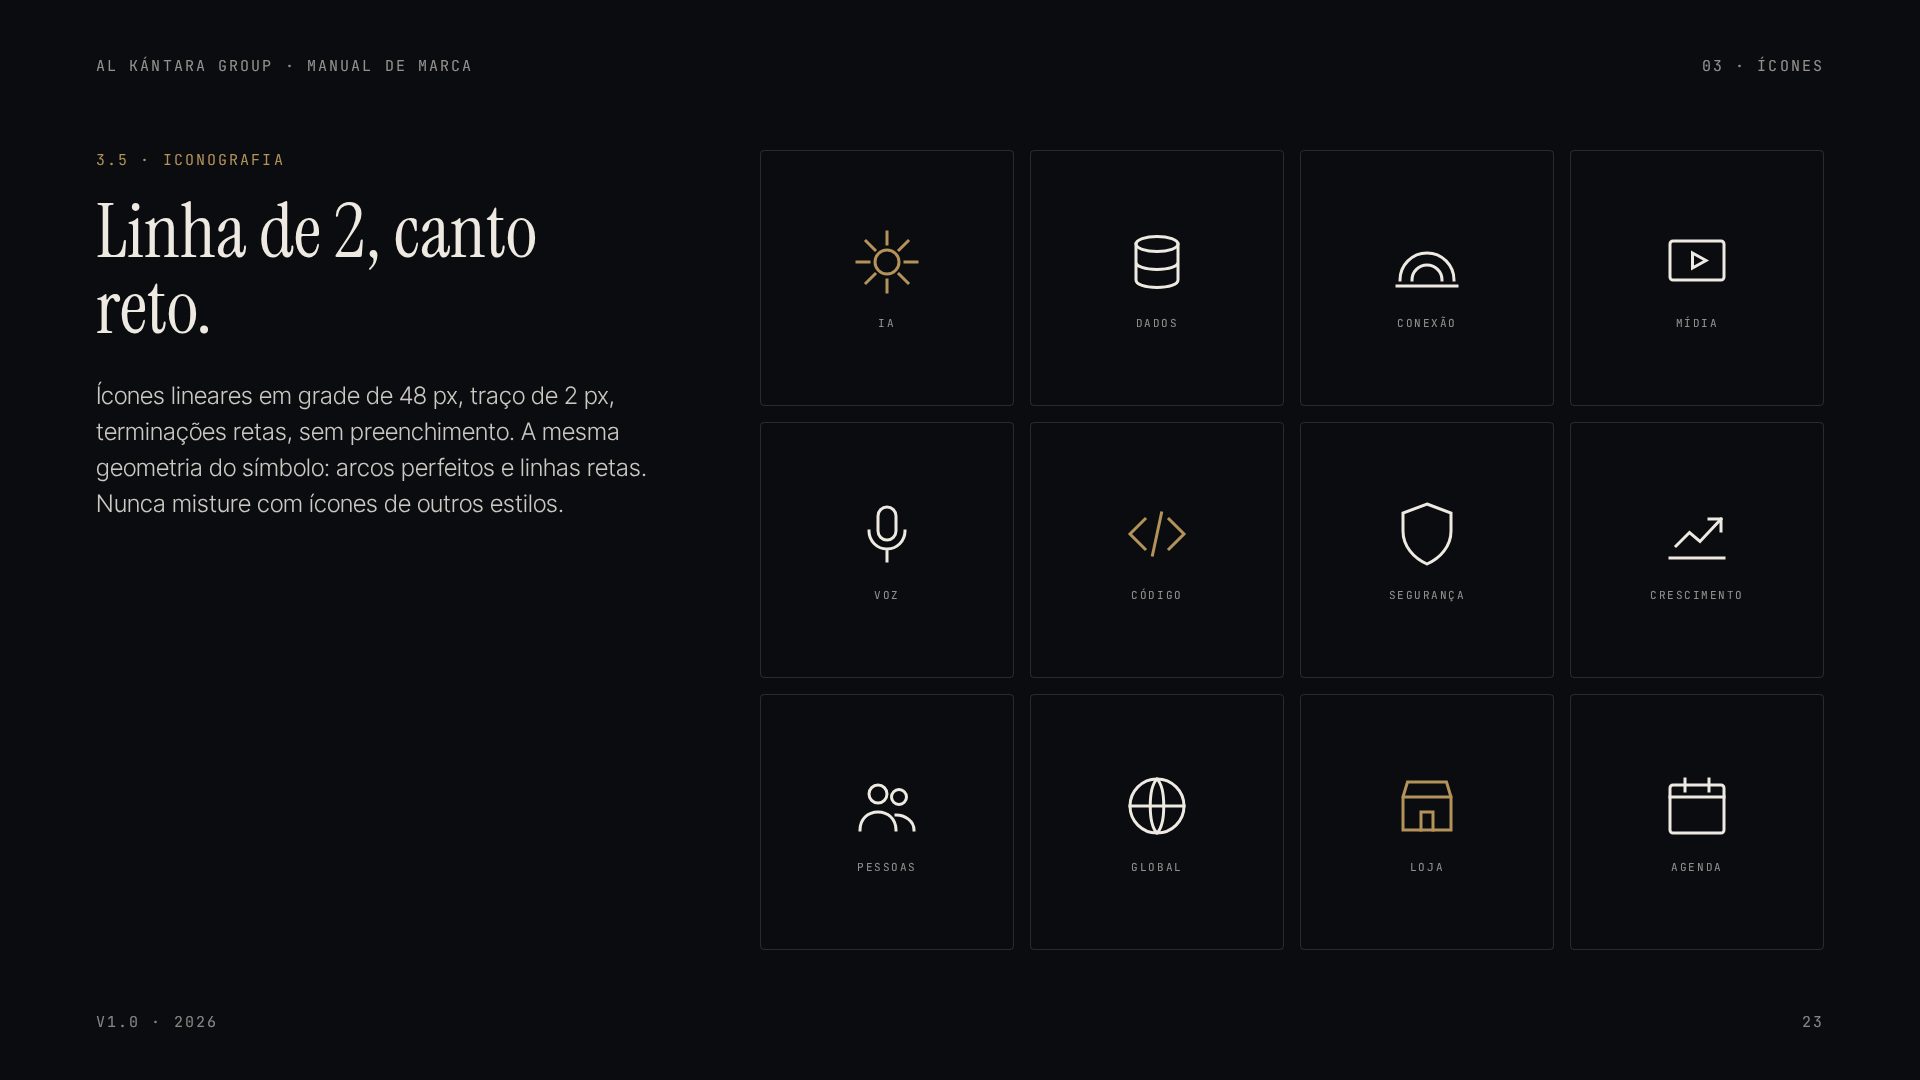 AL KÁNTARA GROUP · MANUAL DE MARCA
03 · ÍCONES
3.5 · ICONOGRAFIA
Linha de 2, canto
reto.
Ícones lineares em grade de 48 px, traço de 2 px,
terminações retas, sem preenchimento. A mesma
geometria do símbolo: arcos perfeitos e linhas retas.
Nunca misture com ícones de outros estilos.
IA
DADOS
CONEXÃO
MÍDIA
VOZ
CÓDIGO
SEGURANÇA
CRESCIMENTO
PESSOAS
GLOBAL
LOJA
AGENDA
V1.0 · 2026
23